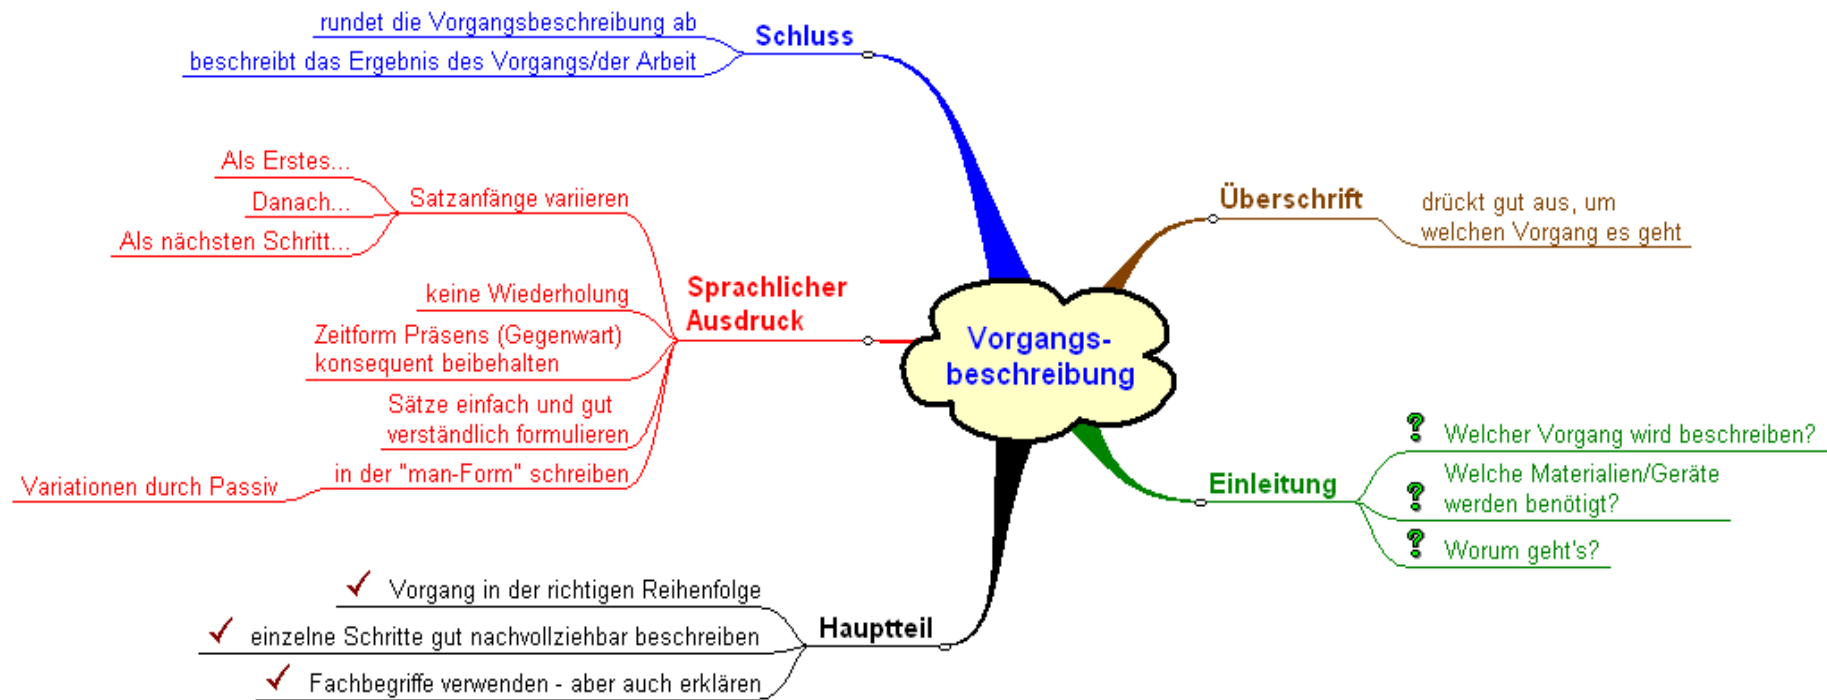 Vorgangs-
beschreibung
Überschrift
drückt gut aus, um
welchen Vorgang es geht
Einleitung
Welcher Vorgang wird beschreiben?
Welche Materialien/Geräte
werden benötigt?
Worum geht's?
Hauptteil
Vorgang in der richtigen Reihenfolge
einzelne Schritte gut nachvollziehbar beschreiben
Fachbegriffe verwenden - aber auch erklären
Sprachlicher
Ausdruck
Satzanfänge variieren
Als Erstes...
Danach...
Als nächsten Schritt...
keine Wiederholung
Zeitform Präsens (Gegenwart)
konsequent beibehalten
Sätze einfach und gut
verständlich formulieren
in der "man-Form" schreiben
Variationen durch Passiv
Schluss
rundet die Vorgangsbeschreibung ab
beschreibt das Ergebnis des Vorgangs/der Arbeit